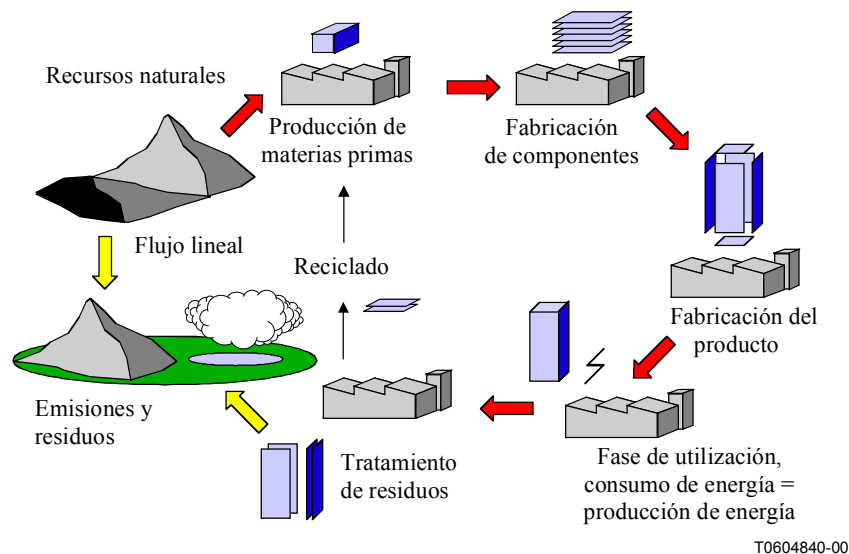 Recursos naturales
Producción de
materias primas
Fabricación
de componentes
Flujo lineal
Reciclado
Fabricación del
producto
Emisiones y
residuos
Tratamiento
de residuos
Fase de utilización,
consumo de energía =
producción de energía
T0604840-00